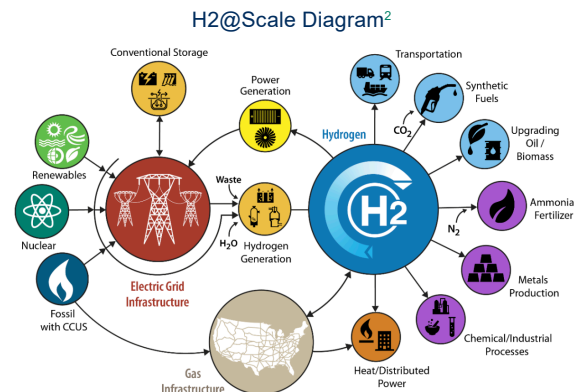 H2@Scale Diagram2
Conventional Storage
Transportation
Power
Generation
Synthetic
Fuels
Hydrogen
CO2
Upgrading
Oil /
Biomass
Renewables
Waste
H2
Ammonia
Fertilizer
N2
Nuclear
H2O
Hydrogen
Generation
Electric Grid
Infrastructure
Metals
Production
Fossil
with CCUS
Chemical/Industrial
Processes
Gas
Infrastructure
Heat/Distributed
Power